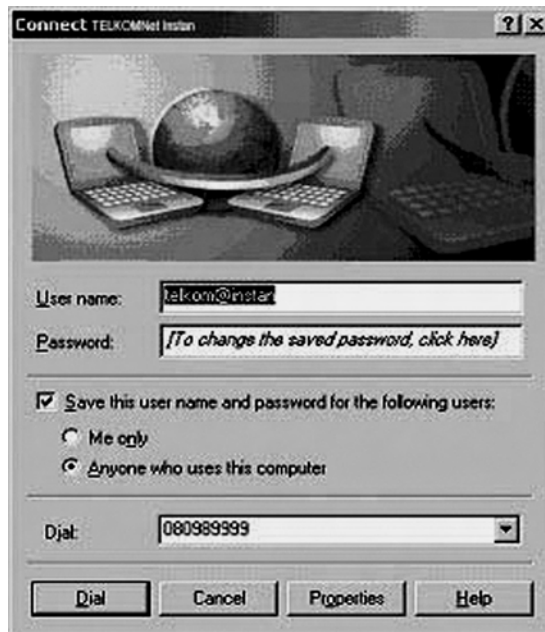 Connect TELKOMNet Instan
User name: telkom@instan
Password: [To change the saved password, click here]
Save this user name and password for the following users:
Me only
Anyone who uses this computer
Dial: 080989999
Dial Cancel Properties Help